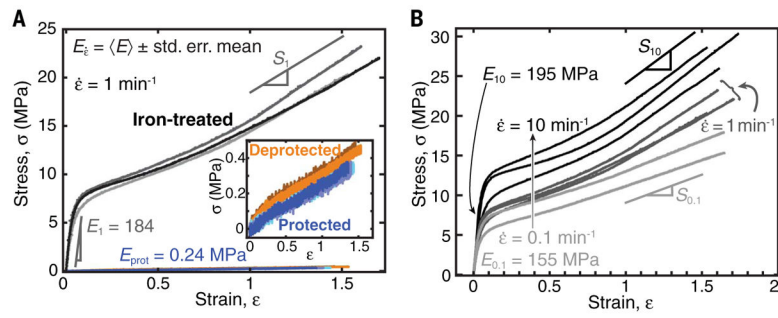 A
E_ε̇ = ⟨E⟩ ± std. err. mean
ε̇ = 1 min⁻¹
S₁
Iron-treated
E₁ = 184
E_prot = 0.24 MPa
Stress, σ (MPa)
25
20
15
10
5
0
0
0.5
1
1.5
Strain, ε
Deprotected
Protected
σ (MPa)
0.4
0.2
0
0
0.5
1.0
1.5
ε
B
S₁₀
E₁₀ = 195 MPa
ε̇ = 10 min⁻¹
ε̇ = 1 min⁻¹
S₀.₁
ε̇ = 0.1 min⁻¹
E₀.₁ = 155 MPa
Stress, σ (MPa)
30
25
20
15
10
5
0
0
0.5
1
1.5
2
Strain, ε